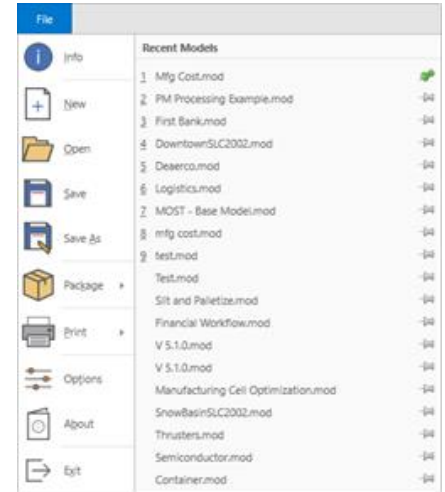 File
Info
New
Open
Save
Save As
Package
Print
Options
About
Exit
Recent Models
1 Mfg Cost.mod
2 PM Processing Example.mod
3 First Bank.mod
4 DowntownSLC2002.mod
5 Deaerco.mod
6 Logistics.mod
7 MOST - Base Model.mod
8 mfg cost.mod
9 test.mod
Test.mod
Slit and Palletize.mod
Financial Workflow.mod
V 5.1.0.mod
V 5.1.0.mod
Manufacturing Cell Optimization.mod
SnowBasinSLC2002.mod
Thrusters.mod
Semiconductor.mod
Container.mod